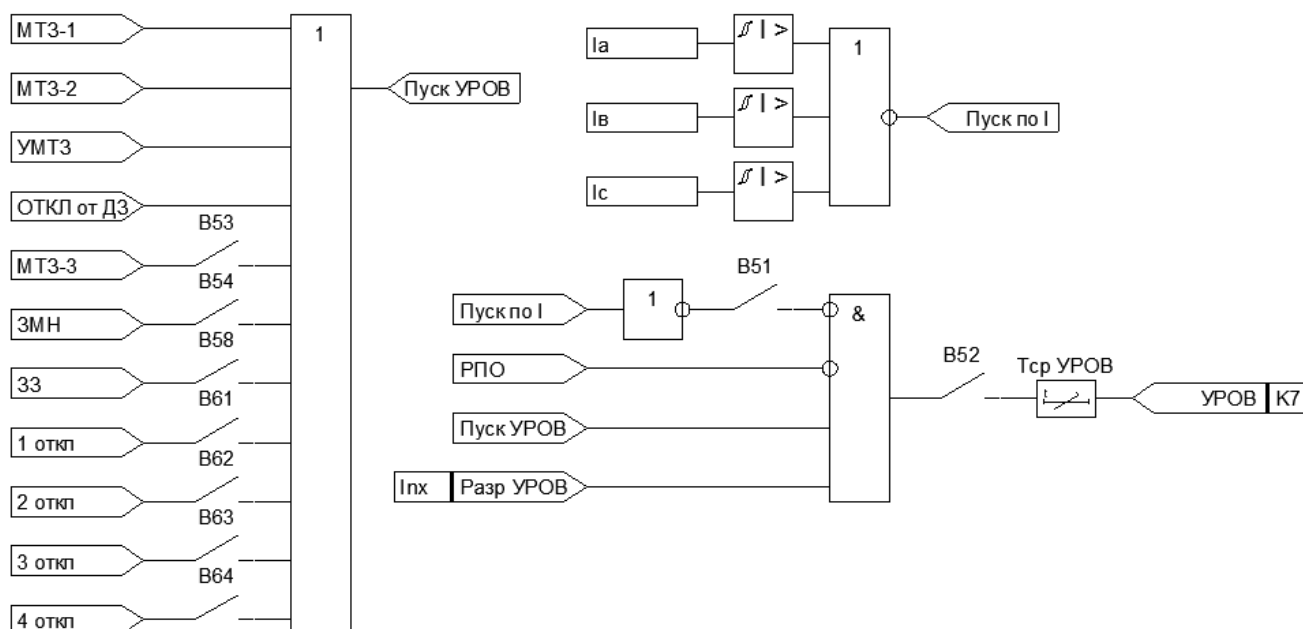 МТЗ-1
1
Пуск УРОВ
МТЗ-2
УМТЗ
ОТКЛ от ДЗ
В53
МТЗ-3
В54
ЗМН
В58
ЗЗ
В61
1 откл
В62
2 откл
В63
3 откл
В64
4 откл
Iа
I >
1
Iв
I >
Пуск по I
Iс
I >
Пуск по I
1
В51
&
РПО
Пуск УРОВ
Inx Разр УРОВ
В52
Тср УРОВ
t
УРОВ К7